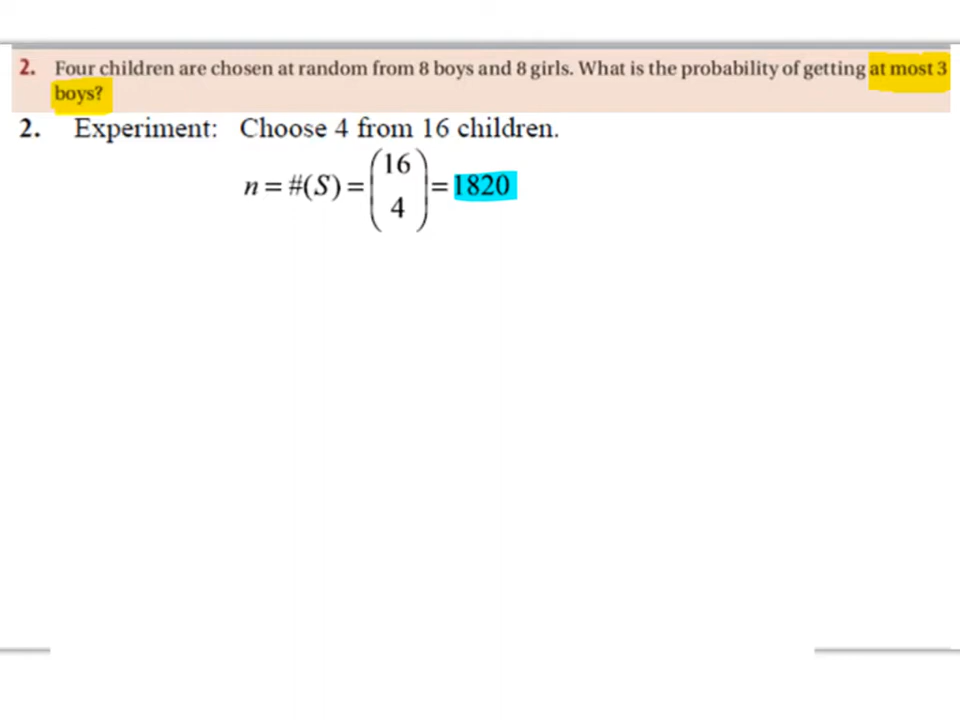 2. Four children are chosen at random from 8 boys and 8 girls. What is the probability of getting at most 3
boys?
2. Experiment: Choose 4 from 16 children.
n = #(S) = (16 4) = 1820